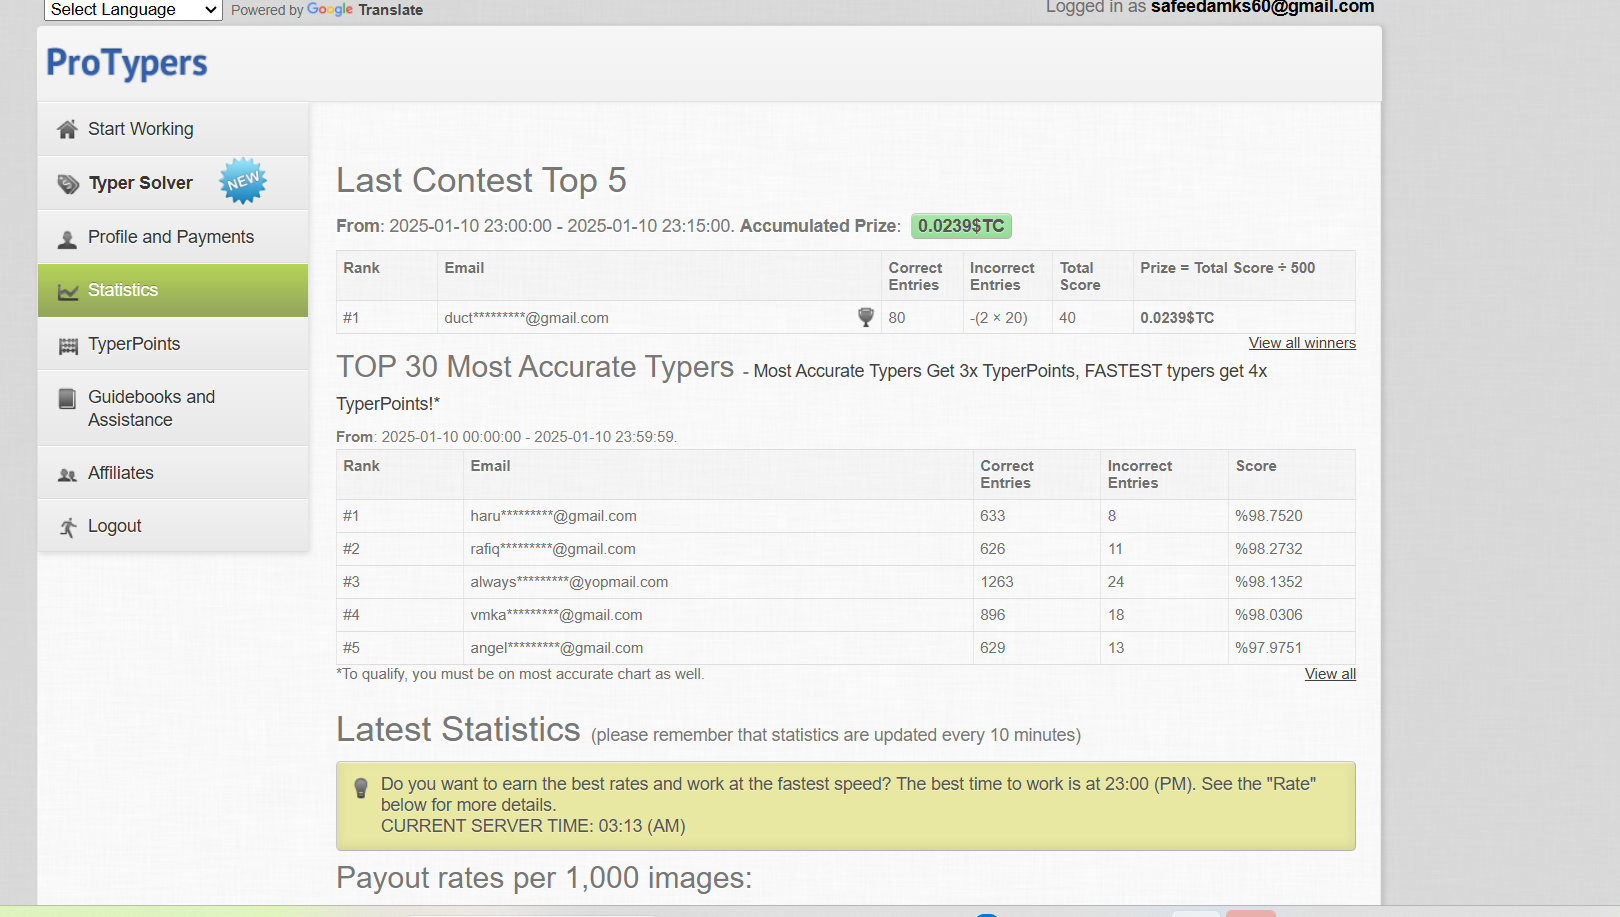 Select Language
Powered by Google Translate
Logged in as safeedamks60@gmail.com
ProTypers
Start Working
Typer Solver NEW
Profile and Payments
Statistics
TyperPoints
Guidebooks and
Assistance
Affiliates
Logout
Last Contest Top 5
From: 2025-01-10 23:00:00 - 2025-01-10 23:15:00. Accumulated Prize: 0.0239$TC
Rank Email Correct Entries Incorrect Entries Total Score Prize = Total Score ÷ 500
#1 duct*********@gmail.com 80 -(2 × 20) 40 0.0239$TC
View all winners
TOP 30 Most Accurate Typers - Most Accurate Typers Get 3x TyperPoints, FASTEST typers get 4x
TyperPoints!*
From: 2025-01-10 00:00:00 - 2025-01-10 23:59:59.
Rank Email Correct Entries Incorrect Entries Score
#1 haru*********@gmail.com 633 8 %98.7520
#2 rafiq*********@gmail.com 626 11 %98.2732
#3 always*********@yopmail.com 1263 24 %98.1352
#4 vmka*********@gmail.com 896 18 %98.0306
#5 angel*********@gmail.com 629 13 %97.9751
*To qualify, you must be on most accurate chart as well.
View all
Latest Statistics (please remember that statistics are updated every 10 minutes)
Do you want to earn the best rates and work at the fastest speed? The best time to work is at 23:00 (PM). See the "Rate"
below for more details.
CURRENT SERVER TIME: 03:13 (AM)
Payout rates per 1,000 images: